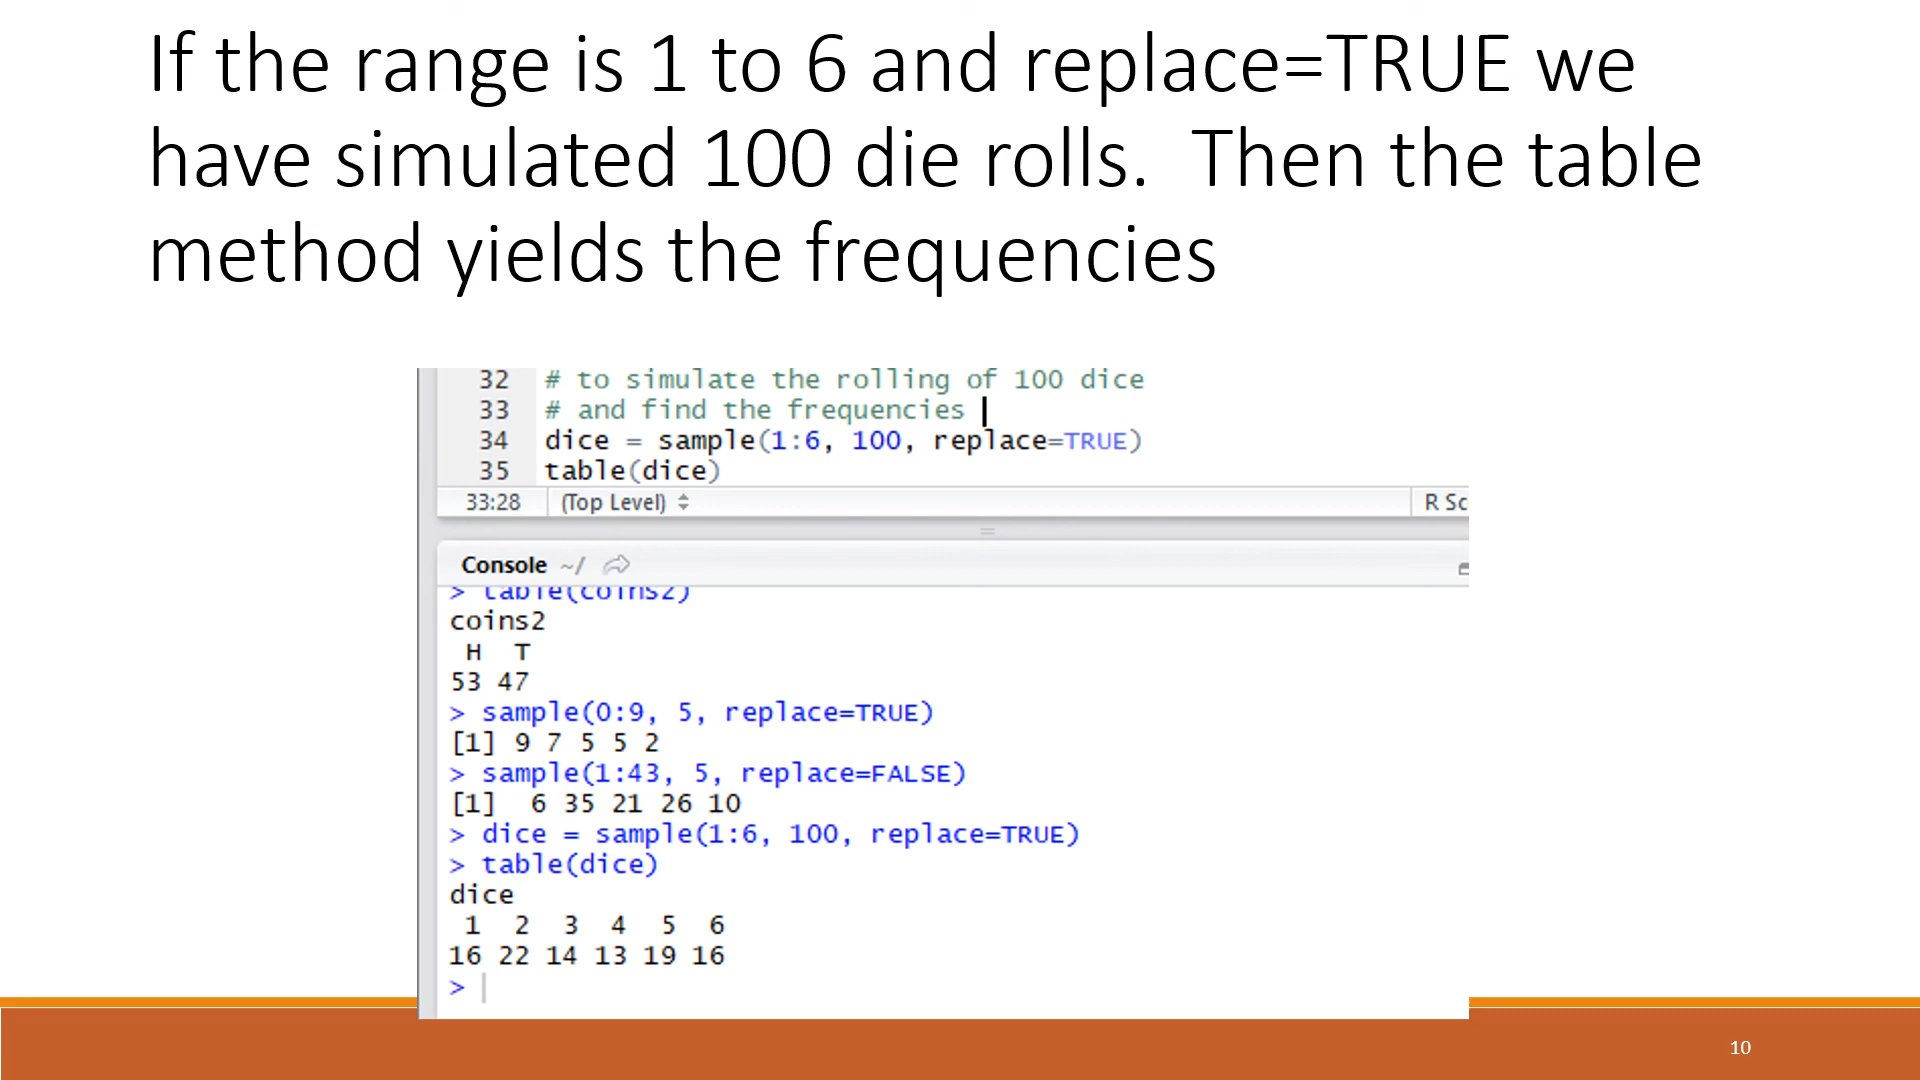 If the range is 1 to 6 and replace=TRUE we
have simulated 100 die rolls.  Then the table
method yields the frequencies
32 # to simulate the rolling of 100 dice
33 # and find the frequencies
34 dice = sample(1:6, 100, replace=TRUE)
35 table(dice)
33:28 (Top Level) R Sc
Console ~/
> table(coins2)
coins2
 H  T
53 47
> sample(0:9, 5, replace=TRUE)
[1] 9 7 5 5 2
> sample(1:43, 5, replace=FALSE)
[1]  6 35 21 26 10
> dice = sample(1:6, 100, replace=TRUE)
> table(dice)
dice
 1  2  3  4  5  6
16 22 14 13 19 16
>
10